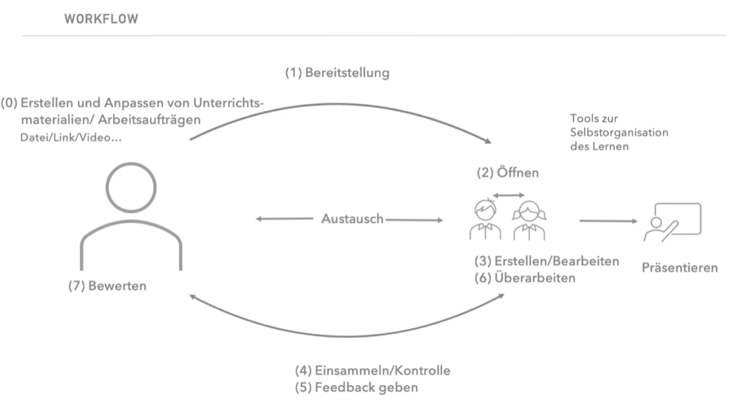 WORKFLOW
(1) Bereitstellung
(0) Erstellen und Anpassen von Unterrichts-
materialien/ Arbeitsaufträgen
Datei/Link/Video...
Tools zur
Selbstorganisation
des Lernen
(2) Öffnen
Austausch
(3) Erstellen/Bearbeiten
(6) Überarbeiten
Präsentieren
(7) Bewerten
(4) Einsammeln/Kontrolle
(5) Feedback geben